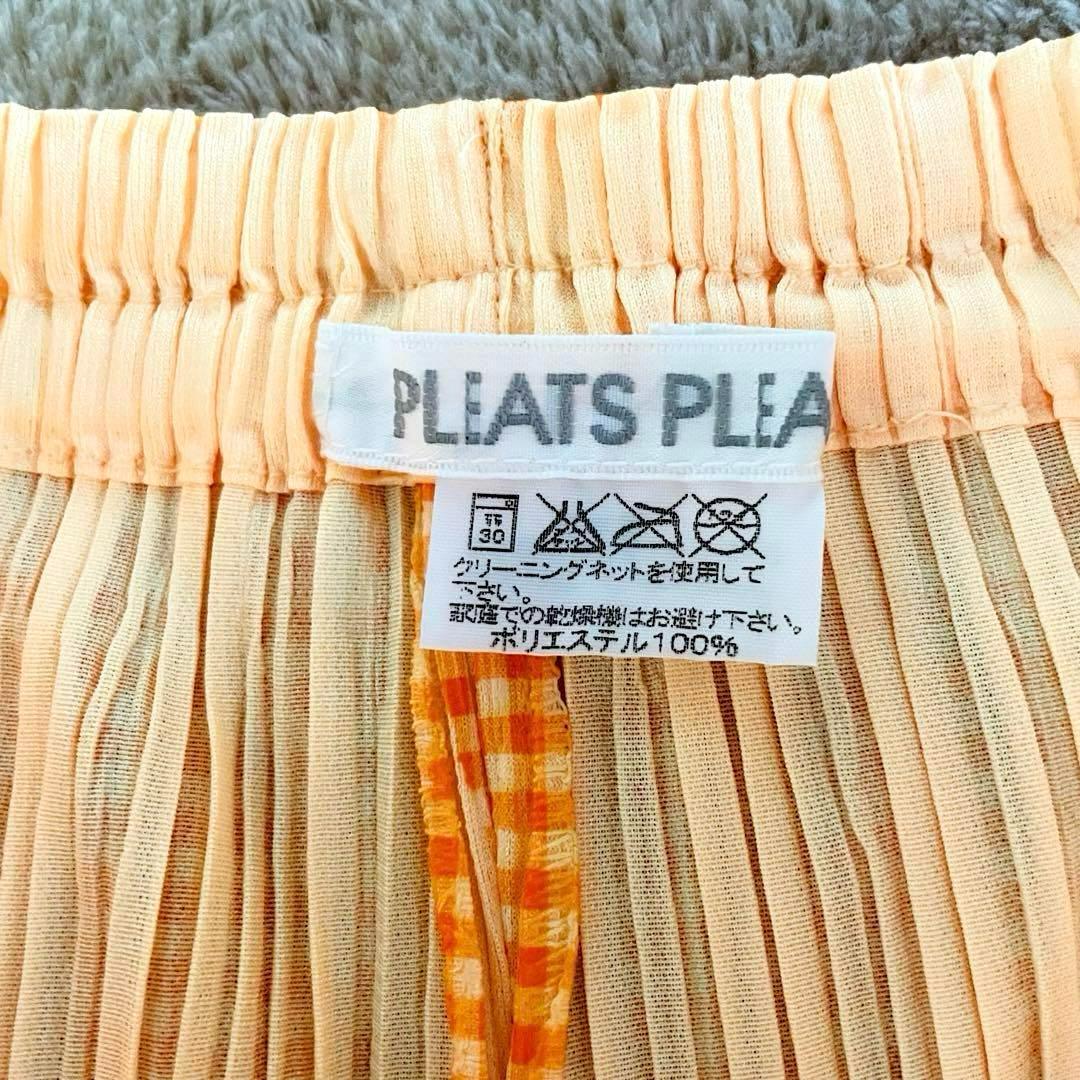 PLEATS PLEA
弱
30
クリーニングネットを使用して
下さい。
家庭での乾燥機はお避け下さい。
ポリエステル100%